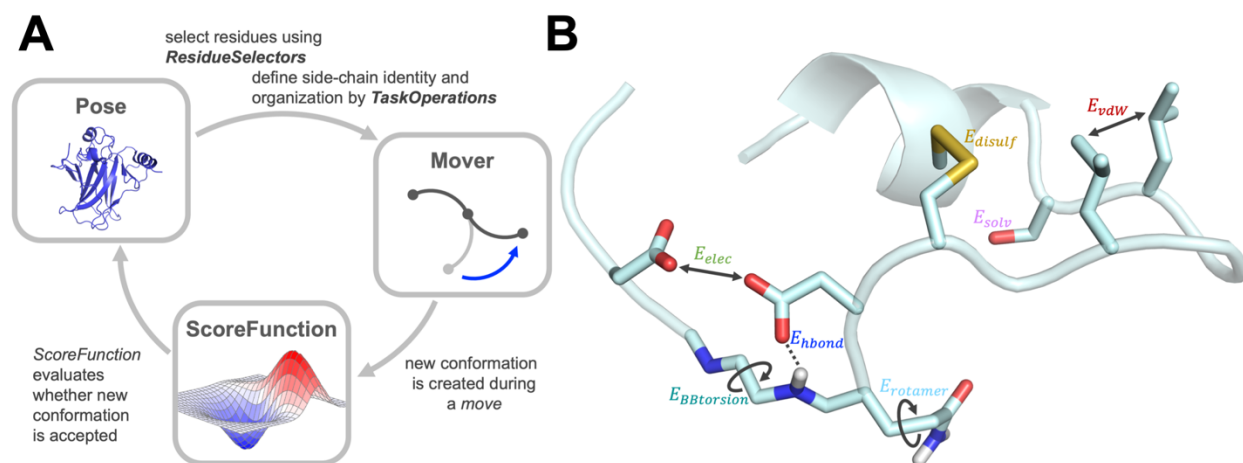 A
select residues using
ResidueSelectors
define side-chain identity and
organization by TaskOperations
Pose
Mover
ScoreFunction
ScoreFunction
evaluates
whether new
conformation
is accepted
new conformation
is created during
a move
B
E_vdW
E_disulf
E_solv
E_elec
E_hbond
E_BBtorsion
E_rotamer